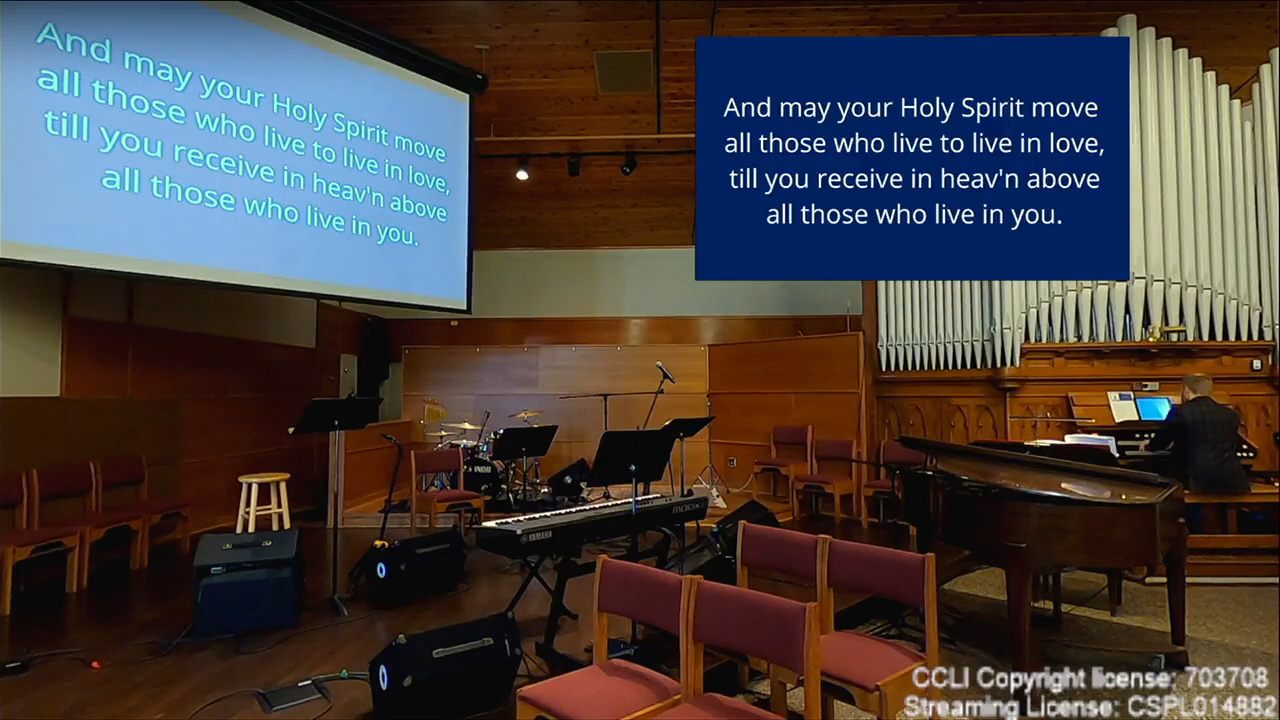 And may your Holy Spirit move
all those who live to live in love,
till you receive in heav'n above
all those who live in you.
And may your Holy Spirit move
all those who live to live in love,
till you receive in heav'n above
all those who live in you.
YAMAHA
CCLI Copyright license: 703708
Streaming License: CSPL014882